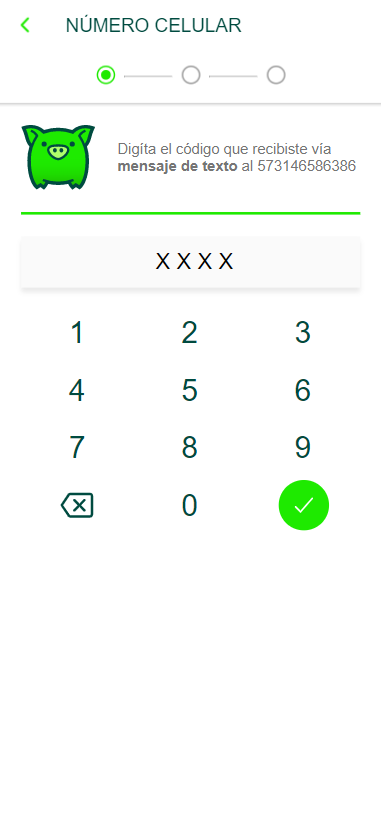 NÚMERO CELULAR
Digíta el código que recibiste vía
mensaje de texto al 573146586386
X X X X
1 2 3
4 5 6
7 8 9
0